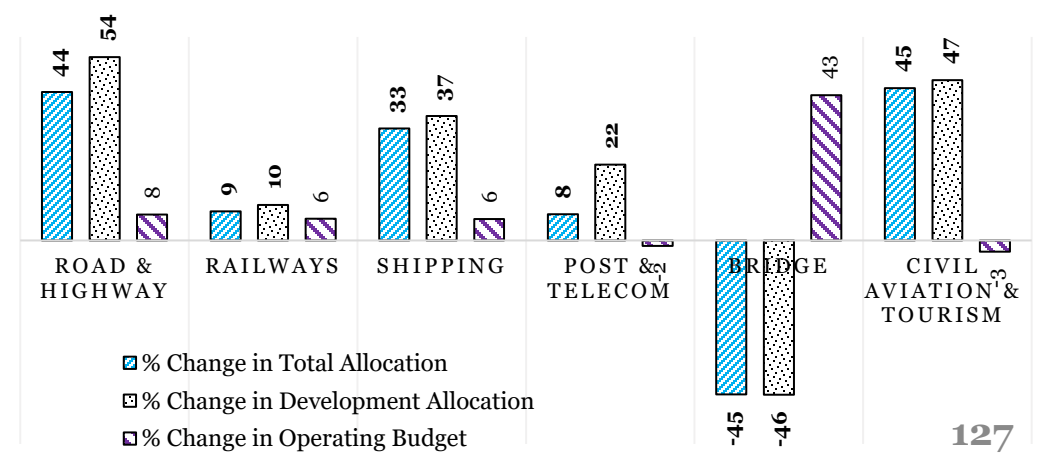 44
54
8
9
10
6
33
37
6
8
22
-2
-45
-46
43
45
47
-3
ROAD &
HIGHWAY
RAILWAYS
SHIPPING
POST &
TELECOM
BRIDGE
CIVIL
AVIATION &
TOURISM
% Change in Total Allocation
% Change in Development Allocation
% Change in Operating Budget
127